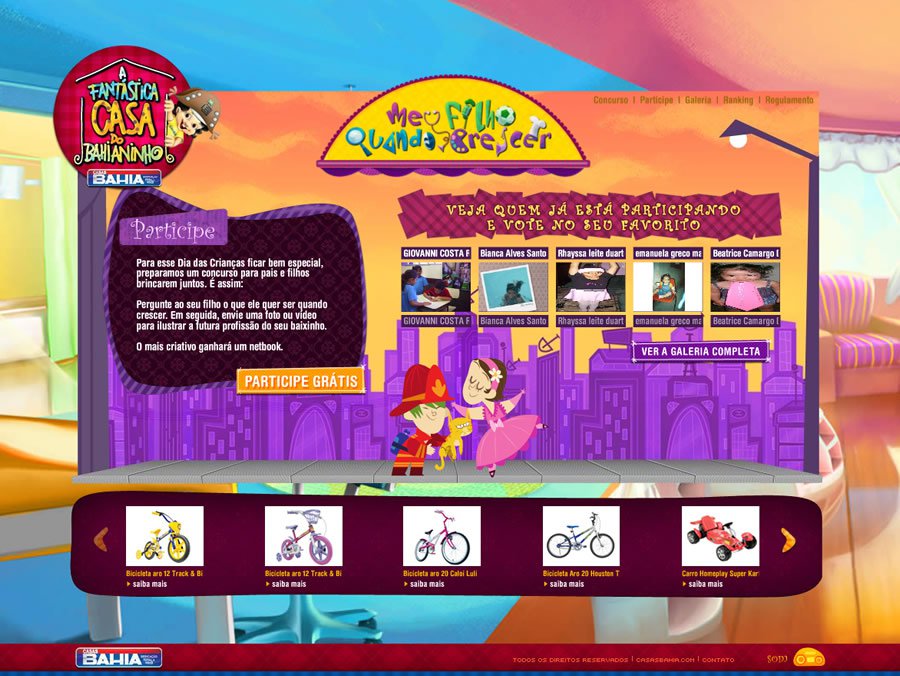 A
FANTÁSTICA
CASA
DO
BAHIANINHO
CASAS
BAHIA
Concurso | Participe | Galeria | Ranking | Regulamento
Meu Filho
Quando Crescer
Participe
Para esse Dia das Crianças ficar bem especial,
preparamos um concurso para pais e filhos
brincarem juntos. É assim:
Pergunte ao seu filho o que ele quer ser quando
crescer. Em seguida, envie uma foto ou vídeo
para ilustrar a futura profissão do seu baixinho.
O mais criativo ganhará um netbook.
PARTICIPE GRÁTIS
VEJA QUEM JÁ ESTÁ PARTICIPANDO
E VOTE NO SEU FAVORITO
GIOVANNI COSTA F Bianca Alves Santo Rhayssa leite duart emanuela greco ma Beatrice Camargo
GIOVANNI COSTA F Bianca Alves Santo Rhayssa leite duart emanuela greco ma Beatrice Camargo
VER A GALERIA COMPLETA
Bicicleta aro 12 Track & Bi Bicicleta aro 12 Track & Bi Bicicleta aro 20 Caloi Luli Bicicleta Aro 20 Houston T Carro Homeplay Super Kar
saiba mais saiba mais saiba mais saiba mais saiba mais
CASAS
BAHIA
TODOS OS DIREITOS RESERVADOS | CASASBAHIA.COM | CONTATO
som